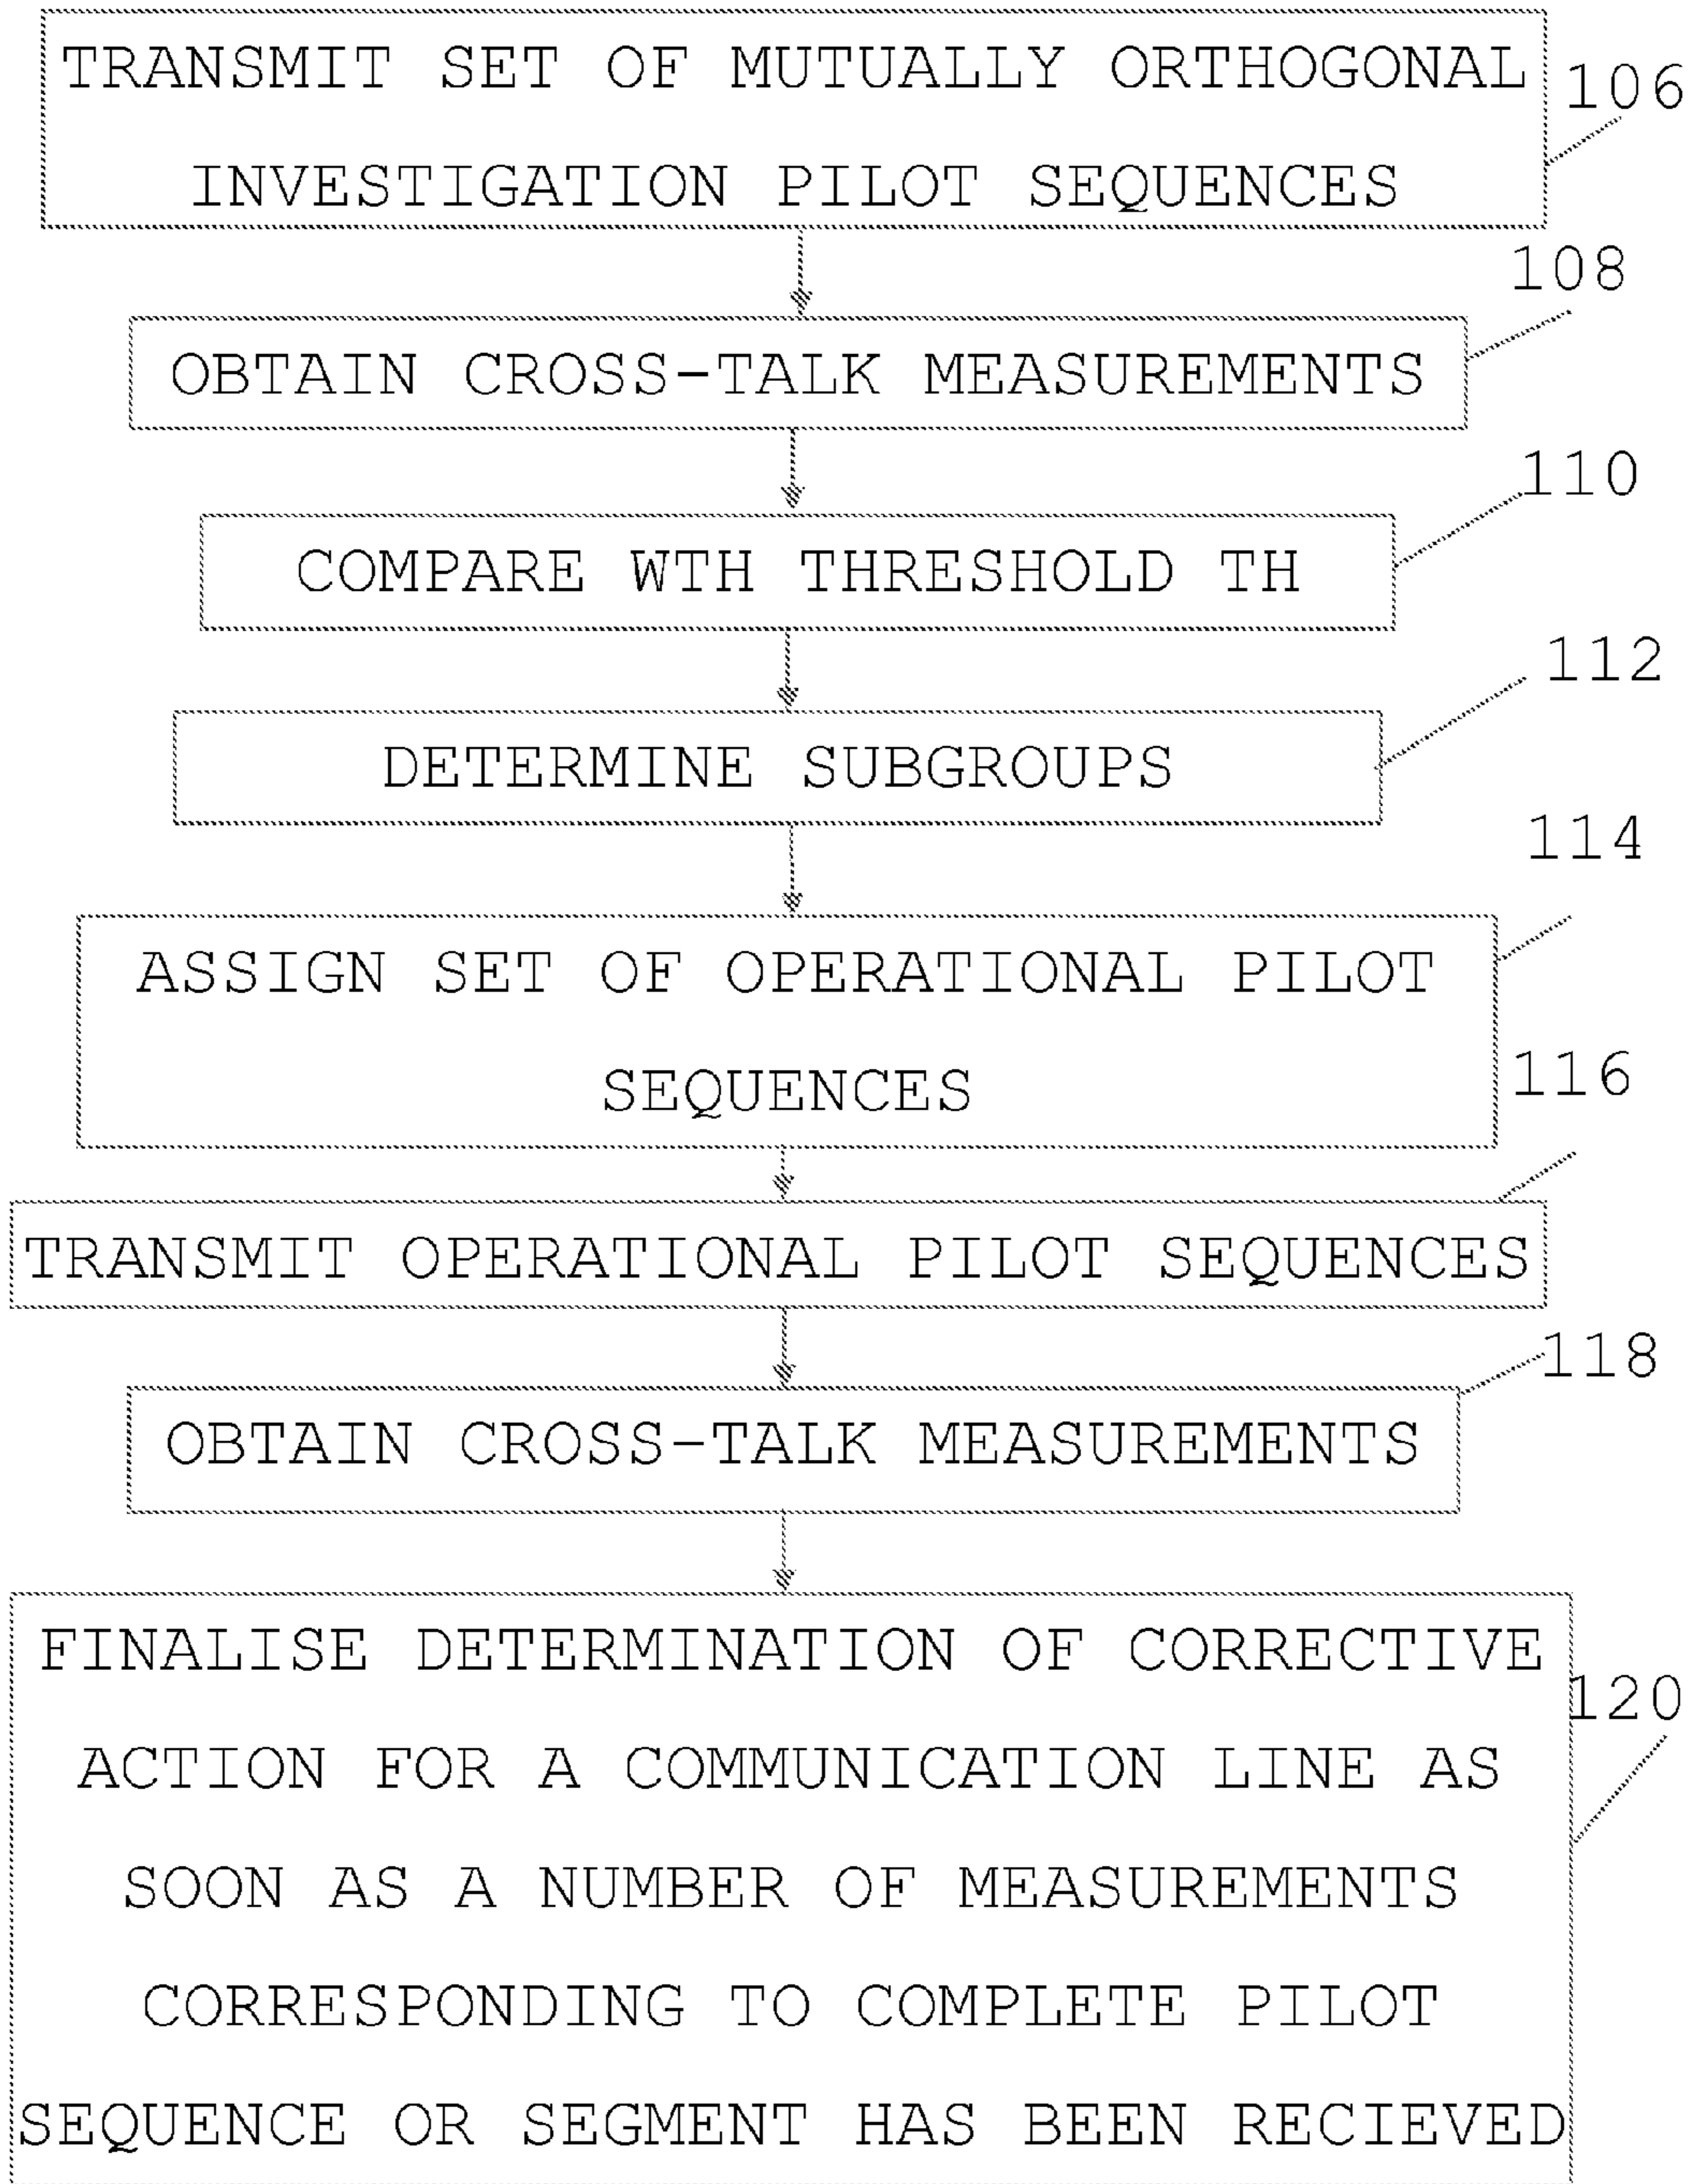 TRANSMIT SET OF MUTUALLY ORTHOGONAL
INVESTIGATION PILOT SEQUENCES
106
108
OBTAIN CROSS-TALK MEASUREMENTS
110
COMPARE WTH THRESHOLD TH
112
DETERMINE SUBGROUPS
114
ASSIGN SET OF OPERATIONAL PILOT
SEQUENCES
116
TRANSMIT OPERATIONAL PILOT SEQUENCES
118
OBTAIN CROSS-TALK MEASUREMENTS
FINALISE DETERMINATION OF CORRECTIVE
120
ACTION FOR A COMMUNICATION LINE AS
SOON AS A NUMBER OF MEASUREMENTS
CORRESPONDING TO COMPLETE PILOT
SEQUENCE OR SEGMENT HAS BEEN RECIEVED